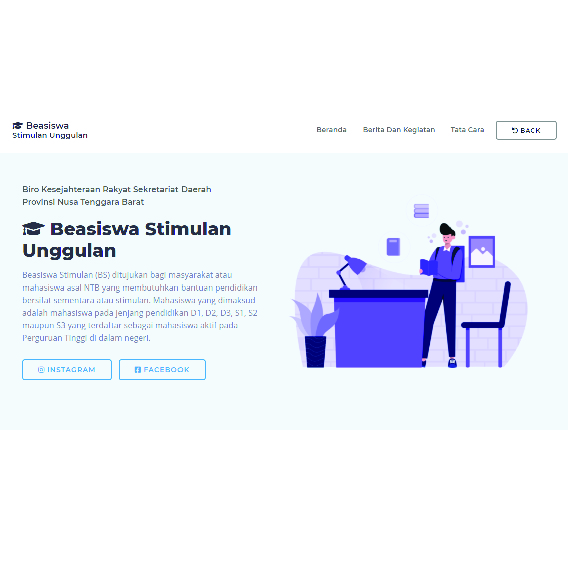 Beasiswa
Stimulan Unggulan
Beranda
Berita Dan Kegiatan
Tata Cara
BACK
Biro Kesejahteraan Rakyat Sekretariat Daerah
Provinsi Nusa Tenggara Barat
Beasiswa Stimulan
Unggulan
Beasiswa Stimulan (BS) ditujukan bagi masyarakat atau
mahasiswa asal NTB yang membutuhkan bantuan pendidikan
bersifat sementara atau stimulan. Mahasiswa yang dimaksud
adalah mahasiswa pada jenjang pendidikan D1, D2, D3, S1, S2
maupun S3 yang terdaftar sebagai mahasiswa aktif pada
Perguruan Tinggi di dalam negeri.
INSTAGRAM
FACEBOOK